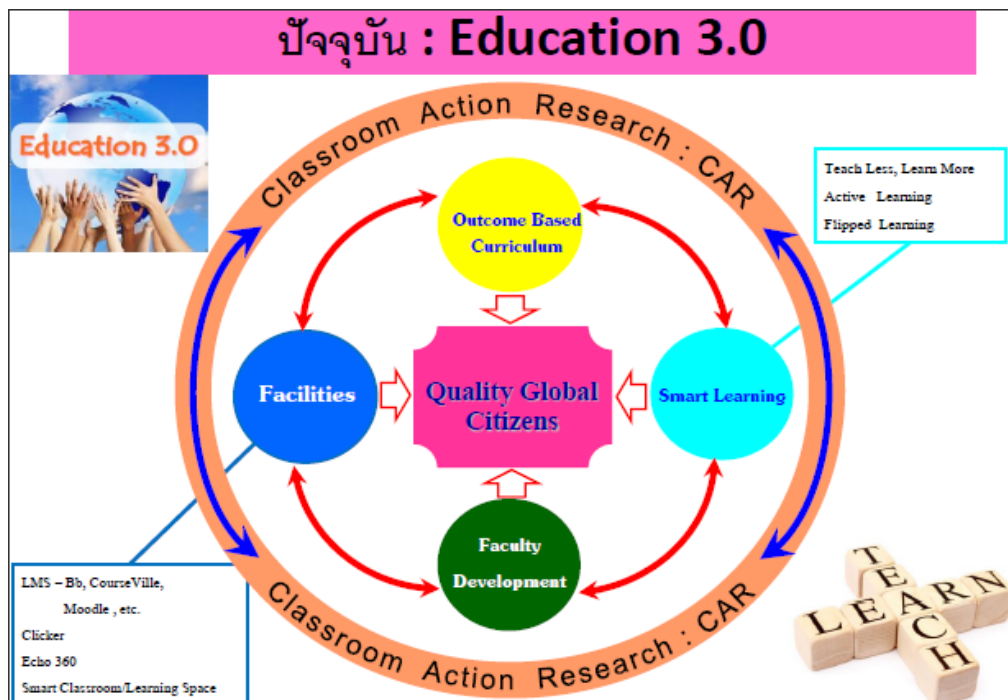 ปัจจุบัน : Education 3.0
Education 3.0
Classroom Action Research : CAR
Teach Less, Learn More
Active Learning
Flipped Learning
Outcome Based
Curriculum
Facilities
Quality Global
Citizens
Smart Learning
Faculty
Development
LMS – Bb, CourseVille,
Moodle , etc.
Clicker
Echo 360
Smart Classroom/Learning Space
Classroom Action Research : CAR
TEACH
LEARN